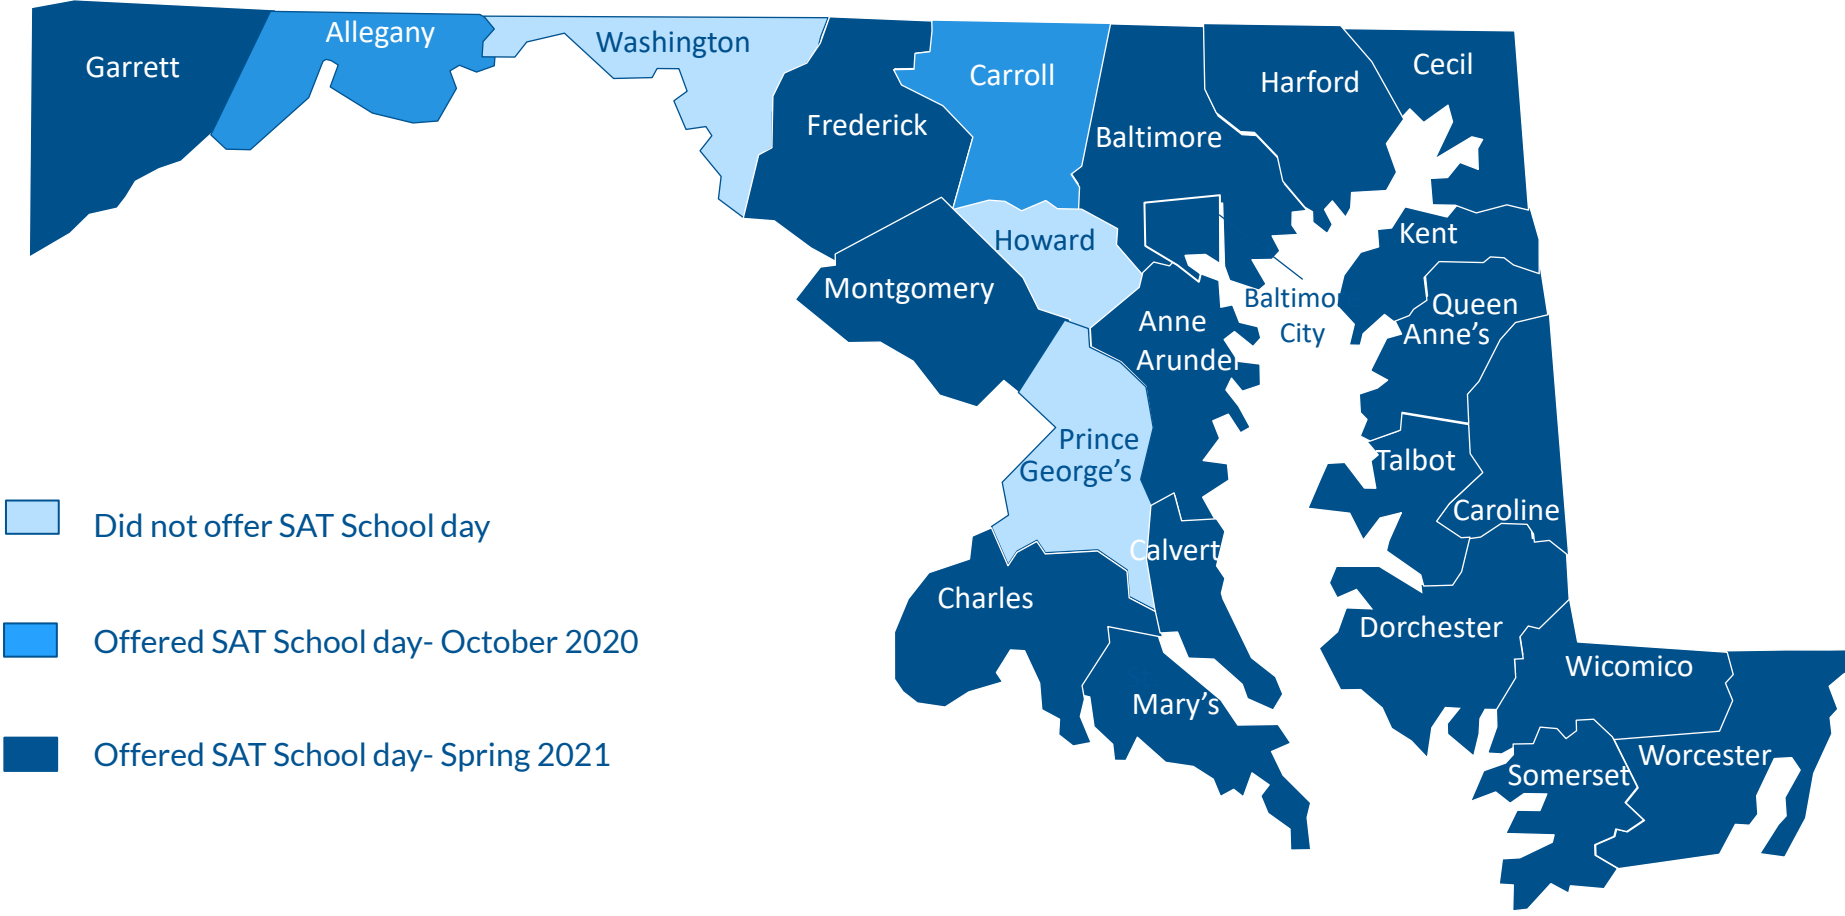 Garrett
Allegany
Washington
Frederick
Carroll
Baltimore
Harford
Cecil
Howard
Montgomery
Kent
Baltimore
City
Anne
Arundel
Queen
Anne's
Prince
George's
Talbot
Caroline
Calvert
Charles
Dorchester
Mary's
Wicomico
Somerset
Worcester
Did not offer SAT School day
Offered SAT School day- October 2020
Offered SAT School day- Spring 2021